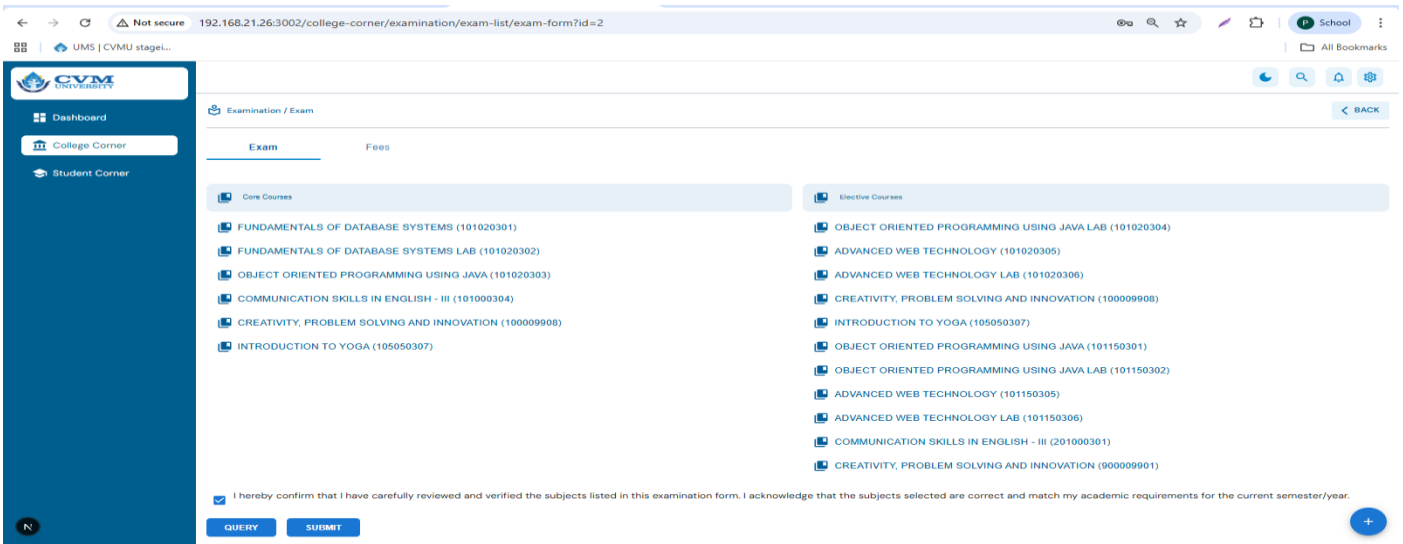 Not secure 192.168.21.26:3002/college-corner/examination/exam-list/exam-form?id=2
P School
UMS | CVMU stagei...
All Bookmarks
CVM
UNIVERSITY
Dashboard
College Corner
Student Corner
Examination / Exam
BACK
Exam Fees
Core Courses
FUNDAMENTALS OF DATABASE SYSTEMS (101020301)
FUNDAMENTALS OF DATABASE SYSTEMS LAB (101020302)
OBJECT ORIENTED PROGRAMMING USING JAVA (101020303)
COMMUNICATION SKILLS IN ENGLISH - III (101000304)
CREATIVITY, PROBLEM SOLVING AND INNOVATION (100009908)
INTRODUCTION TO YOGA (105050307)
Elective Courses
OBJECT ORIENTED PROGRAMMING USING JAVA LAB (101020304)
ADVANCED WEB TECHNOLOGY (101020305)
ADVANCED WEB TECHNOLOGY LAB (101020306)
CREATIVITY, PROBLEM SOLVING AND INNOVATION (100009908)
INTRODUCTION TO YOGA (105050307)
OBJECT ORIENTED PROGRAMMING USING JAVA (101150301)
OBJECT ORIENTED PROGRAMMING USING JAVA LAB (101150302)
ADVANCED WEB TECHNOLOGY (101150305)
ADVANCED WEB TECHNOLOGY LAB (101150306)
COMMUNICATION SKILLS IN ENGLISH - III (201000301)
CREATIVITY, PROBLEM SOLVING AND INNOVATION (900009901)
I hereby confirm that I have carefully reviewed and verified the subjects listed in this examination form. I acknowledge that the subjects selected are correct and match my academic requirements for the current semester/year.
QUERY SUBMIT
N